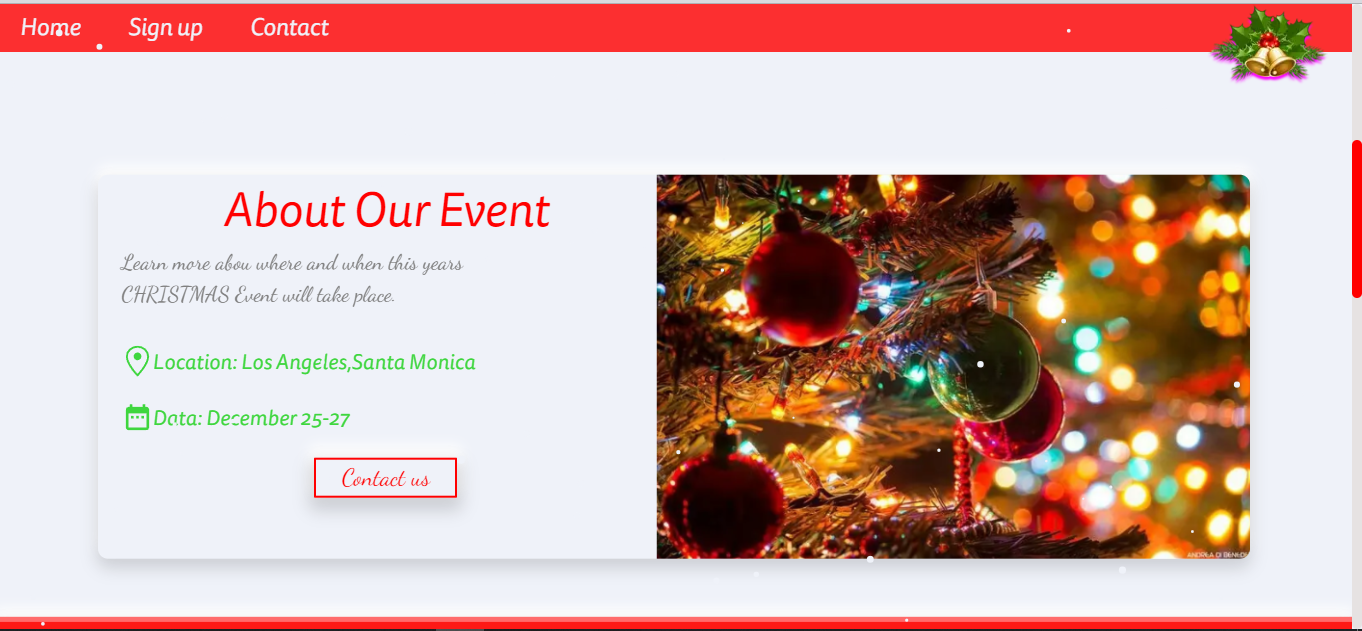 Home Sign up Contact
About Our Event
Learn more abou where and when this years
CHRISTMAS Event will take place.
Location: Los Angeles,Santa Monica
Data: December 25-27
Contact us
ANDREA DI BENEDE